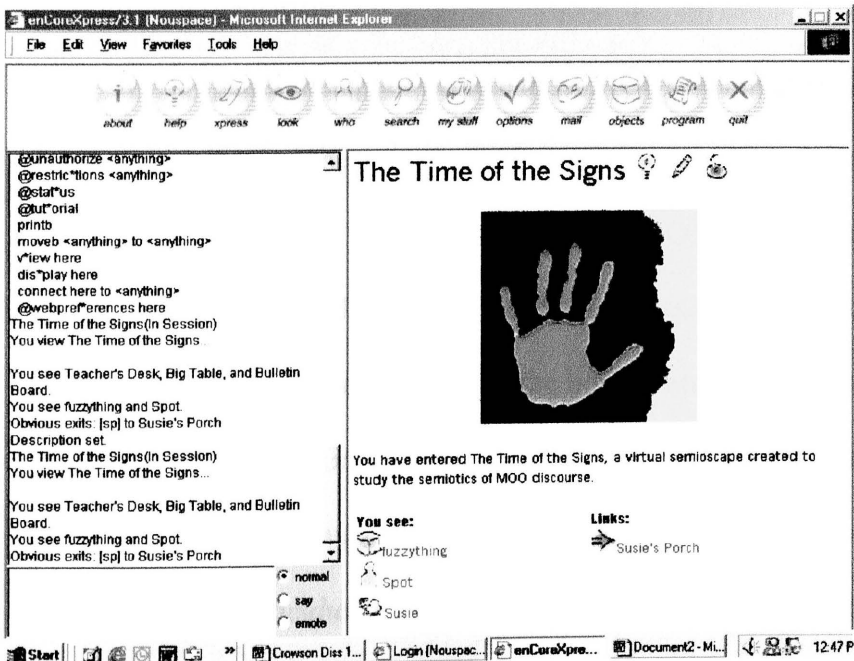 enCoreXpress/3.1 (Nouspace) - Microsoft Internet Explorer
File Edit View Favorites Tools Help
about help xpress look who search my stuff options mail objects program quit
@unauthorize <anything>
@restric*tions <anything>
@stat*us
@tut*orial
printb
moveb <anything> to <anything>
v*iew here
dis*play here
connect here to <anything>
@webpref*erences here
The Time of the Signs(In Session)
You view The Time of the Signs...
You see Teacher's Desk, Big Table, and Bulletin
Board.
You see fuzzything and Spot.
Obvious exits: [sp] to Susie's Porch
Description set.
The Time of the Signs(In Session)
You view The Time of the Signs...
You see Teacher's Desk, Big Table, and Bulletin
Board.
You see fuzzything and Spot.
Obvious exits: [sp] to Susie's Porch
normal
say
emote
The Time of the Signs
You have entered The Time of the Signs, a virtual semioscape created to
study the semiotics of MOO discourse.
You see:
fuzzything
Spot
Susie
Links:
Susie's Porch
Start » Crowson Diss 1... Login (Nouspac... enCoreXpre... Document2 - Mi... 12:47 P